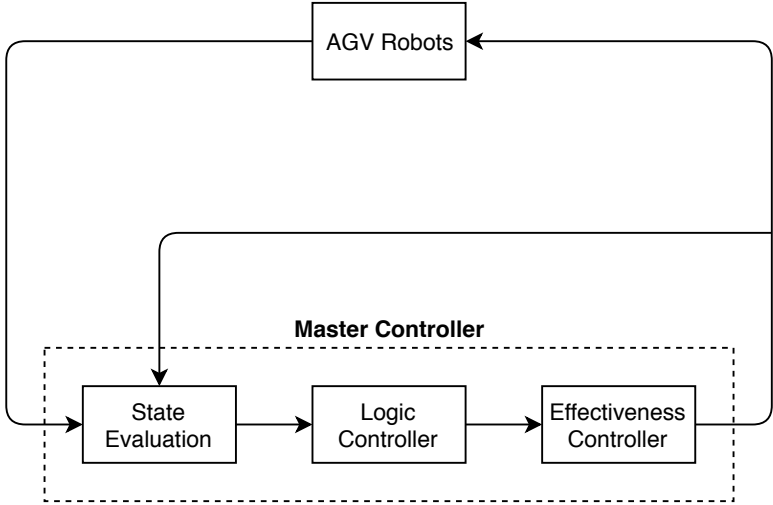 AGV Robots
Master Controller
State
Evaluation
Logic
Controller
Effectiveness
Controller